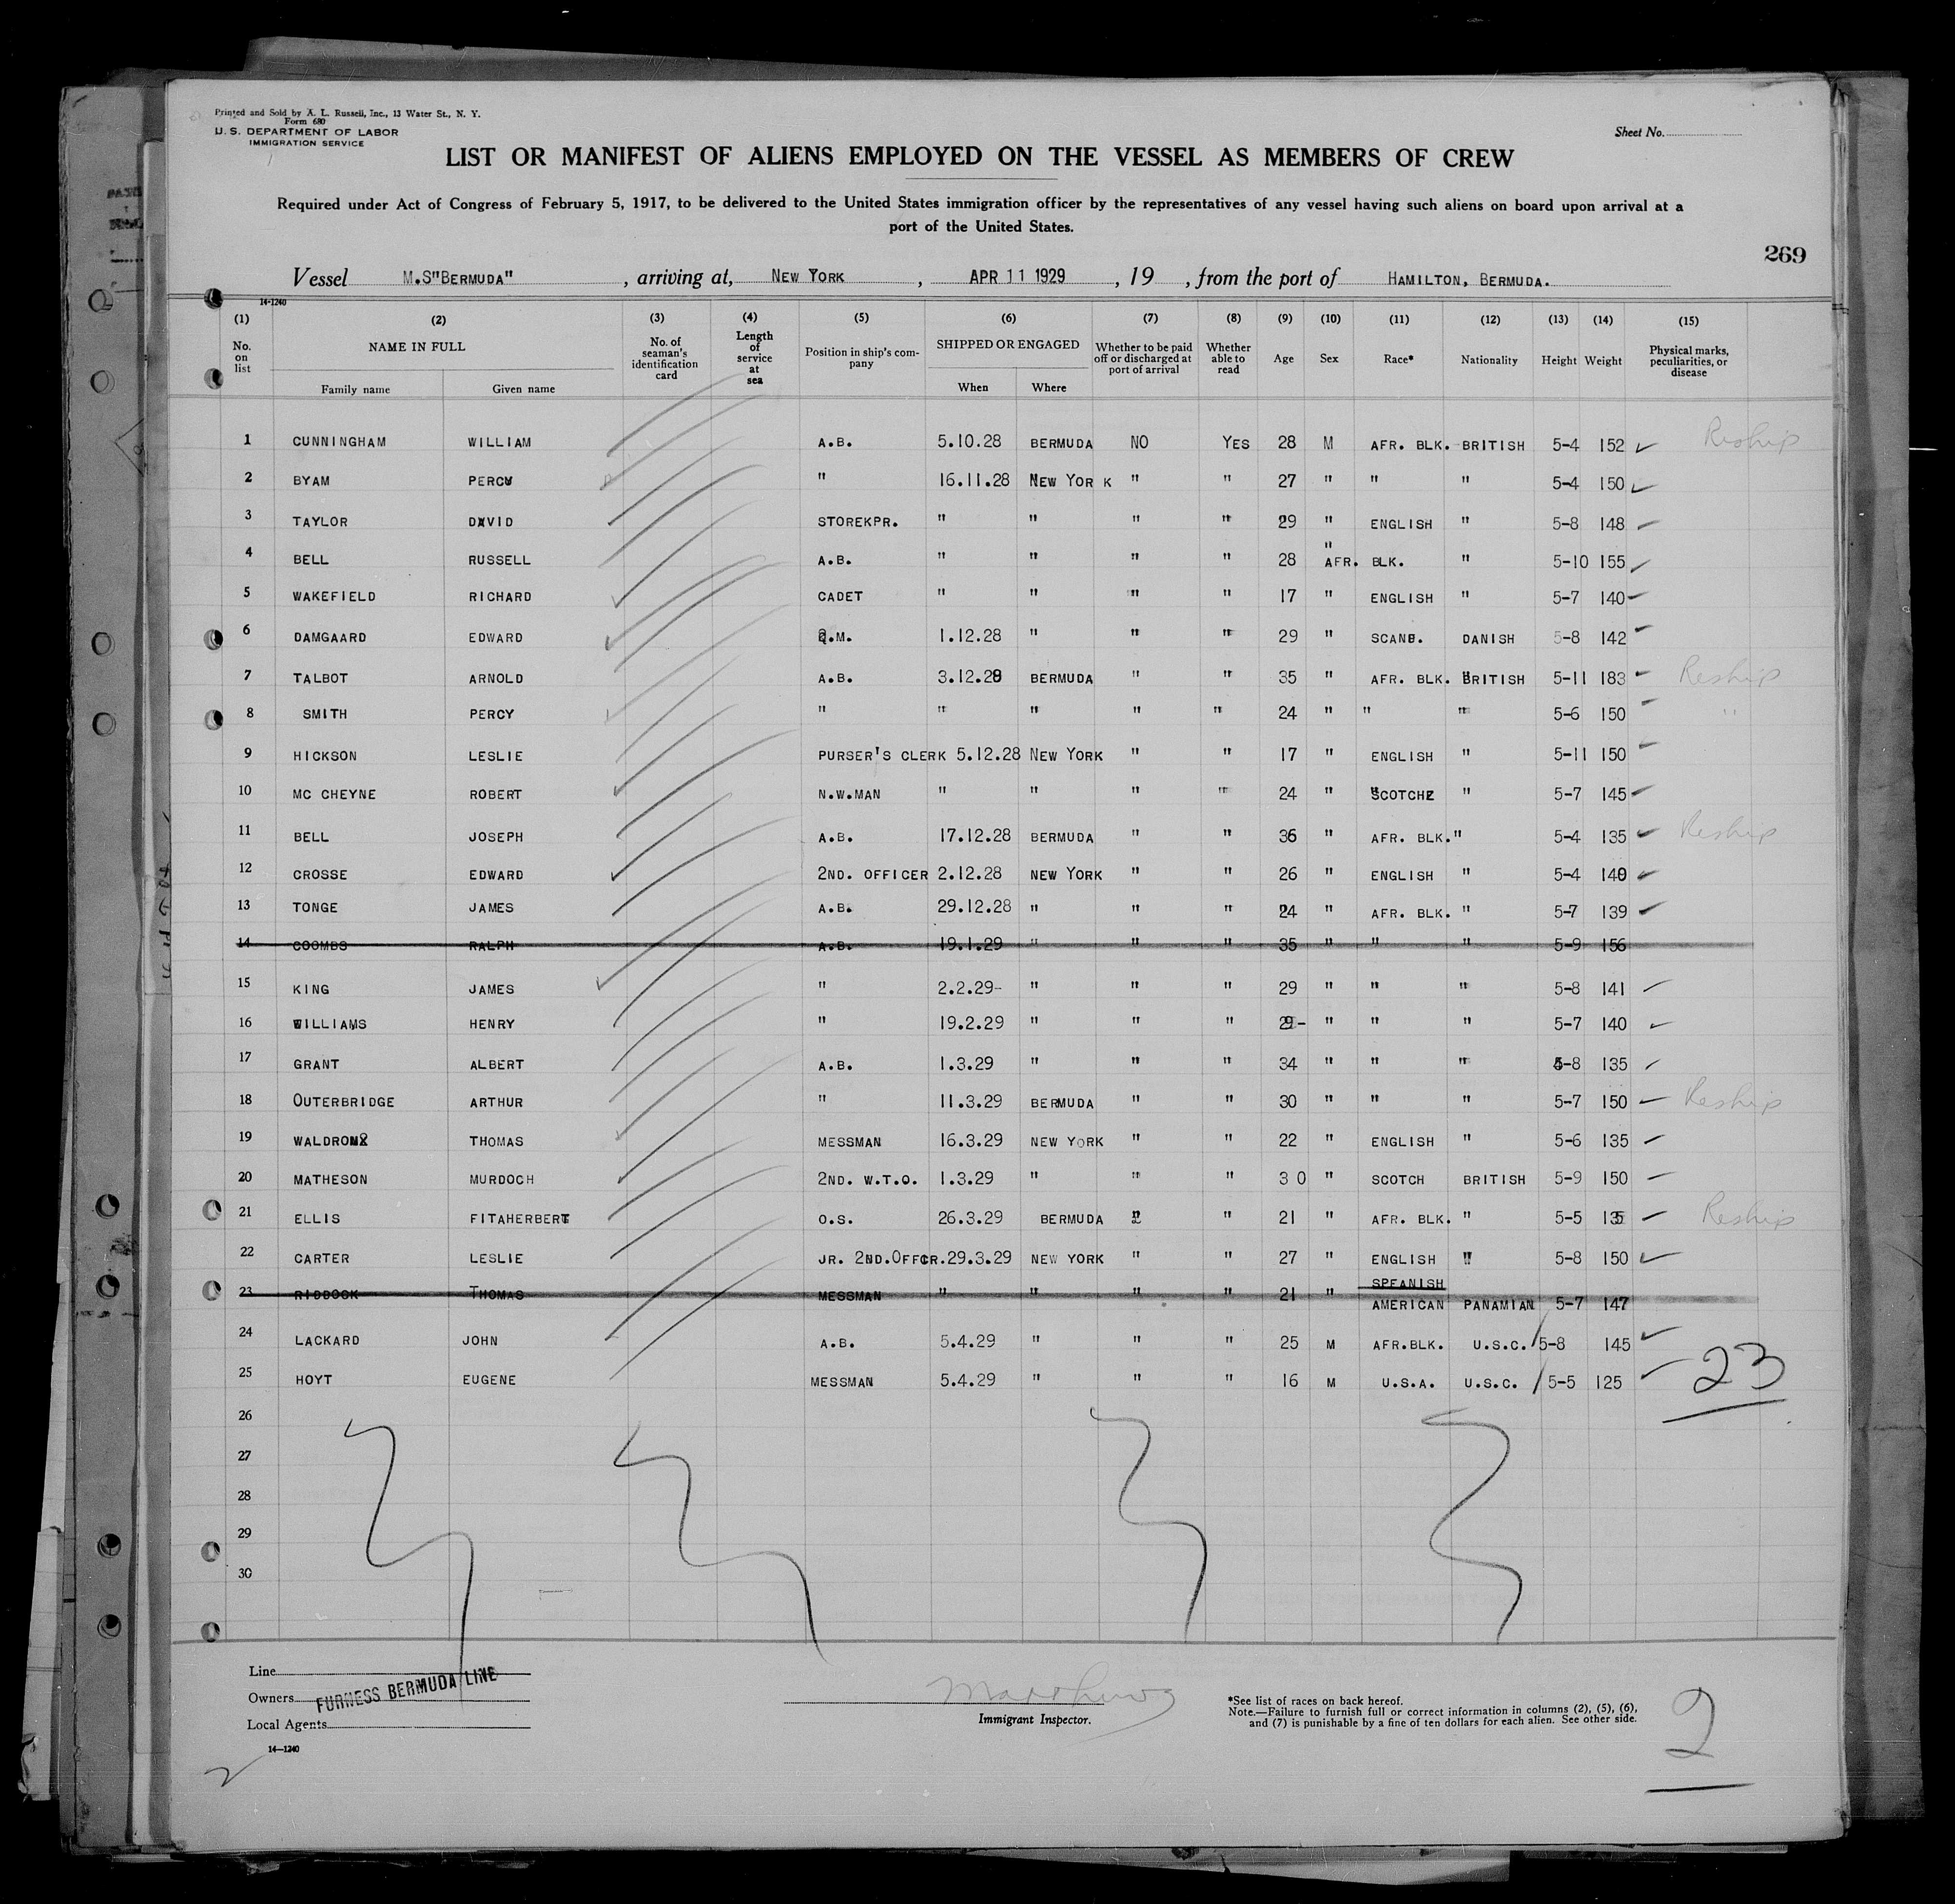 Printed and Sold by A. L. Russell, Inc., 13 Water St., N. Y.
Form 680
U. S. DEPARTMENT OF LABOR
IMMIGRATION SERVICE
Sheet No.
LIST OR MANIFEST OF ALIENS EMPLOYED ON THE VESSEL AS MEMBERS OF CREW
Required under Act of Congress of February 5, 1917, to be delivered to the United States immigration officer by the representatives of any vessel having such aliens on board upon arrival at a
port of the United States.
269
Vessel M.S"BERMUDA" , arriving at, NEW YORK , APR 11 1929 , 19 , from the port of HAMILTON, BERMUDA.
14-1240
(1) (2) (3) (4) (5) (6) (7) (8) (9) (10) (11) (12) (13) (14) (15)
No. on list NAME IN FULL Family name Given name No. of seaman's identification card Length of service at sea Position in ship's company SHIPPED OR ENGAGED When Where Whether to be paid off or discharged at port of arrival Whether able to read Age Sex Race* Nationality Height Weight Physical marks, peculiarities, or disease
1 CUNNINGHAM WILLIAM A.B. 5.10.28 BERMUDA NO YES 28 M AFR. BLK. BRITISH 5-4 152 Reship
2 BYAM PERCY " 16.11.28 NEW YORK " " 27 " " " 5-4 150
3 TAYLOR DAVID STOREKPR. " " " " 29 " ENGLISH " 5-8 148
4 BELL RUSSELL A.B. " " " " 28 " AFR. BLK. " 5-10 155
5 WAKEFIELD RICHARD CADET " " " " 17 " ENGLISH " 5-7 140
6 DAMGAARD EDWARD Q.M. 1.12.28 " " " 29 " SCAND. DANISH 5-8 142
7 TALBOT ARNOLD A.B. 3.12.28 BERMUDA " " 35 " AFR. BLK. BRITISH 5-11 183 Reship
8 SMITH PERCY " " " " " 24 " " " 5-6 150 "
9 HICKSON LESLIE PURSER'S CLERK 5.12.28 NEW YORK " " 17 " ENGLISH " 5-11 150
10 MC CHEYNE ROBERT N.W.MAN " " " " 24 " SCOTCH " 5-7 145
11 BELL JOSEPH A.B. 17.12.28 BERMUDA " " 36 " AFR. BLK. " 5-4 135 Reship
12 CROSSE EDWARD 2ND. OFFICER 2.12.28 NEW YORK " " 26 " ENGLISH " 5-4 140
13 TONGE JAMES A.B. 29.12.28 " " " 24 " AFR. BLK. " 5-7 139
14 COOMBS RALPH A.B. 19.1.29 " " " 35 " " " 5-9 156
15 KING JAMES " 2.2.29- " " " 29 " " " 5-8 141
16 WILLIAMS HENRY " 19.2.29 " " " 29- " " " 5-7 140
17 GRANT ALBERT A.B. 1.3.29 " " " 34 " " " 5-8 135
18 OUTERBRIDGE ARTHUR " 11.3.29 BERMUDA " " 30 " " " 5-7 150 Reship
19 WALDRON THOMAS MESSMAN 16.3.29 NEW YORK " " 22 " ENGLISH " 5-6 135
20 MATHESON MURDOCH 2ND. W.T.O. 1.3.29 " " " 3 0 " SCOTCH BRITISH 5-9 150
21 ELLIS FITAHERBERT O.S. 26.3.29 BERMUDA " " 21 " AFR. BLK. " 5-5 135 Reship
22 CARTER LESLIE JR. 2ND.OFFCR. 29.3.29 NEW YORK " " 27 " ENGLISH " 5-8 150
23 RIDDOCK THOMAS MESSMAN " " " " 21 " SPEANISH AMERICAN PANAMIAN 5-7 147
24 LACKARD JOHN A.B. 5.4.29 " " " 25 M AFR.BLK. U.S.C. 5-8 145
25 HOYT EUGENE MESSMAN 5.4.29 " " " 16 M U.S.A. U.S.C. 5-5 125 23
26
27
28
29
30
Line
Owners FURNESS BERMUDA LINE
Local Agents
14—1240
Matthews
Immigrant Inspector.
*See list of races on back hereof.
Note.—Failure to furnish full or correct information in columns (2), (5), (6),
and (7) is punishable by a fine of ten dollars for each alien. See other side.
2